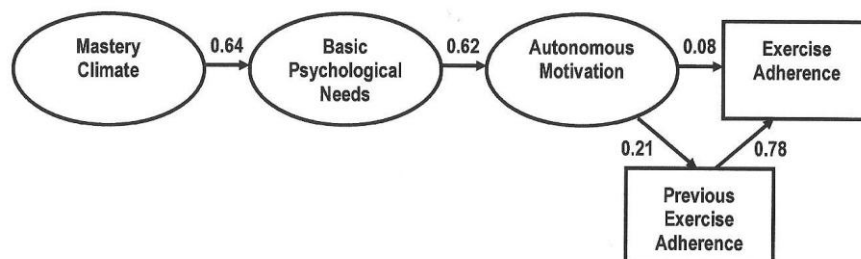 Mastery
Climate
0.64
Basic
Psychological
Needs
0.62
Autonomous
Motivation
0.08
Exercise
Adherence
0.21
0.78
Previous
Exercise
Adherence